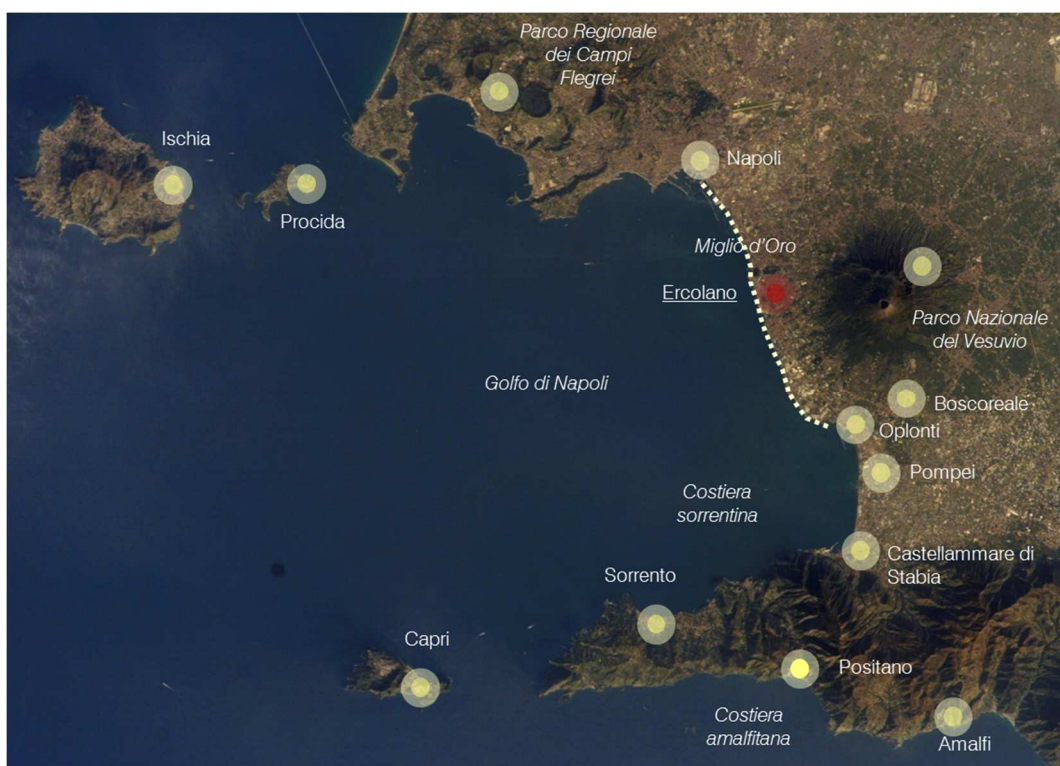 Parco Regionale
dei Campi
Flegrei
Ischia
Napoli
Procida
Miglio d'Oro
Ercolano
Parco Nazionale
del Vesuvio
Golfo di Napoli
Boscoreale
Oplonti
Pompei
Costiera
sorrentina
Castellammare di
Stabia
Sorrento
Capri
Positano
Costiera
amalfitana
Amalfi